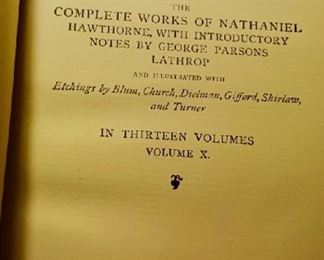 THE
COMPLETE WORKS OF NATHANIEL
HAWTHORNE, WITH INTRODUCTORY
NOTES BY GEORGE PARSONS
LATHROP
AND ILLUSTRATED WITH
Etchings by Blum, Church, Dielman, Gifford, Shirlaw,
and Turner
IN THIRTEEN VOLUMES
VOLUME X.